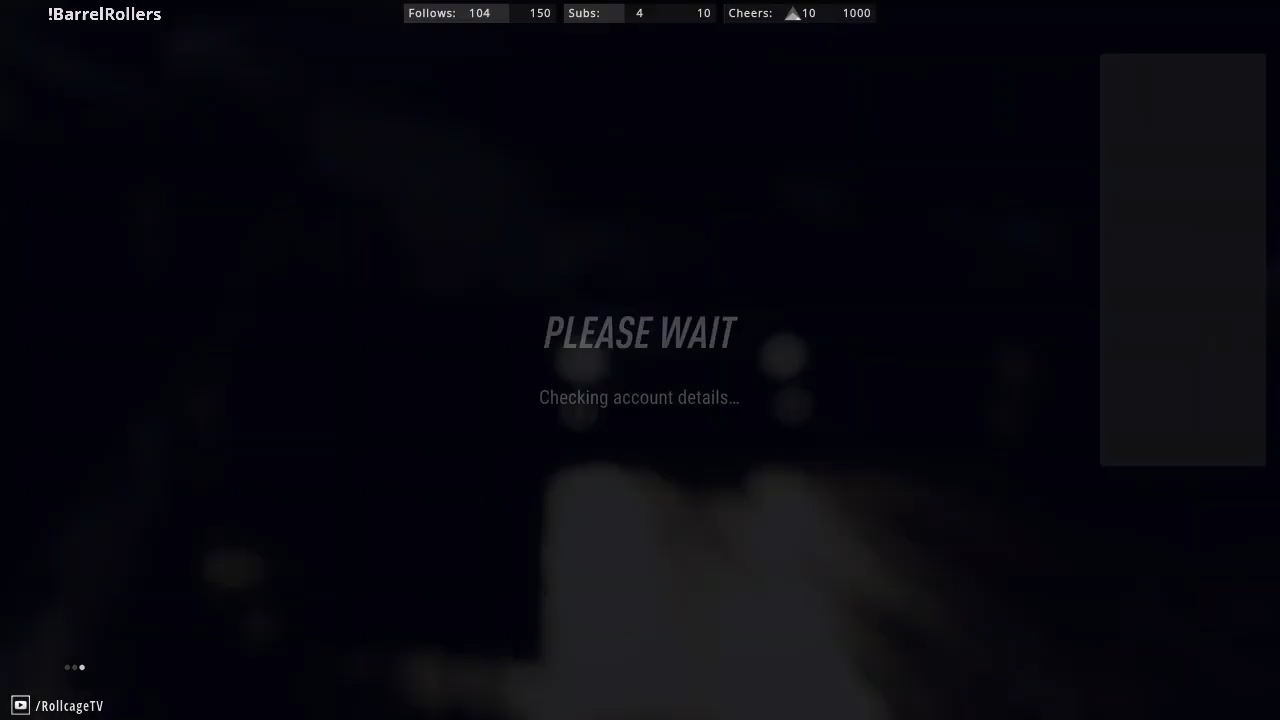 !BarrelRollers
Follows: 104 150 Subs: 4 10 Cheers: 10 1000
PLEASE WAIT
Checking account details...
/RollcageTV